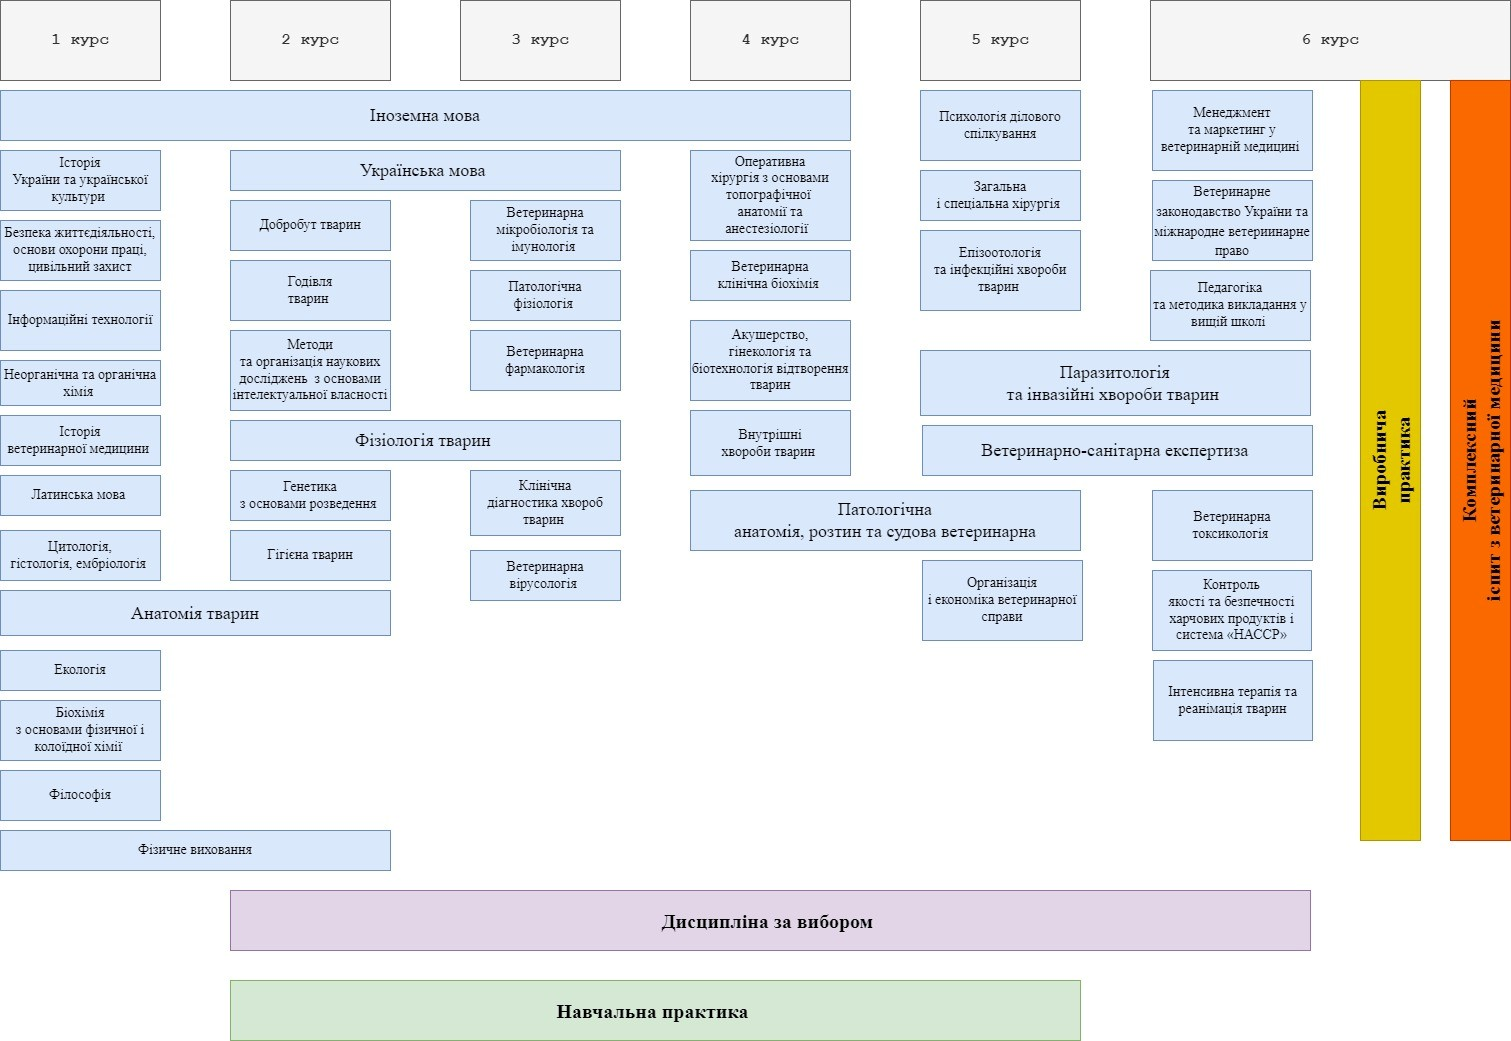 1 курс
2 курс
3 курс
4 курс
5 курс
6 курс
Іноземна мова
Історія
України та української
культури
Безпека життєдіяльності,
основи охорони праці,
цивільний захист
Інформаційні технології
Неорганічна та органічна
хімія
Історія
ветеринарної медицини
Латинська мова
Цитологія,
гістологія, ембріологія
Анатомія тварин
Екологія
Біохімія
з основами фізичної і
колоїдної хімії
Філософія
Фізичне виховання
Українська мова
Добробут тварин
Годівля
тварин
Методи
та організація наукових
досліджень з основами
інтелектуальної власності
Фізіологія тварин
Генетика
з основами розведення
Гігієна тварин
Ветеринарна
мікробіологія та
імунологія
Патологічна
фізіологія
Ветеринарна
фармакологія
Клінічна
діагностика хвороб
тварин
Ветеринарна
вірусологія
Оперативна
хірургія з основами
топографічної
анатомії та
анестезіології
Ветеринарна
клінічна біохімія
Акушерство,
гінекологія та
біотехнологія відтворення
тварин
Внутрішні
хвороби тварин
Патологічна
анатомія, розтин та судова ветеринарна
Психологія ділового
спілкування
Загальна
і спеціальна хірургія
Епізоотологія
та інфекційні хвороби
тварин
Паразитологія
та інвазійні хвороби тварин
Ветеринарно-санітарна експертиза
Організація
і економіка ветеринарної
справи
Менеджмент
та маркетинг у
ветеринарній медицині
Ветеринарне
законодавство України та
міжнародне ветериинарне
право
Педагогіка
та методика викладання у
вищій школі
Ветеринарна
токсикологія
Контроль
якості та безпечності
харчових продуктів і
система «НАССР»
Інтенсивна терапія та
реанімація тварин
Виробнича
практика
Комплексний
іспит з ветеринарної медицини
Дисципліна за вибором
Навчальна практика